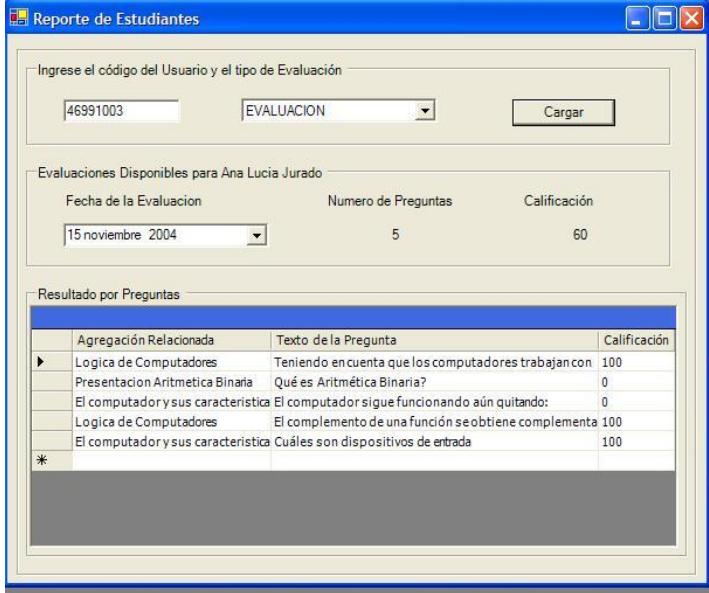 Reporte de Estudiantes
Ingrese el código del Usuario y el tipo de Evaluación
46991003 EVALUACION Cargar
Evaluaciones Disponibles para Ana Lucia Jurado
Fecha de la Evaluacion Numero de Preguntas Calificación
15 noviembre 2004 5 60
Resultado por Preguntas
Agregación Relacionada Texto de la Pregunta Calificación
Logica de Computadores Teniendo en cuenta que los computadores trabajan con 100
Presentacion Aritmetica Binaria Qué es Aritmética Binaria? 0
El computador y sus caracteristica El computador sigue funcionando aún quitando: 0
Logica de Computadores El complemento de una función se obtiene complementa 100
El computador y sus caracteristica Cuáles son dispositivos de entrada 100